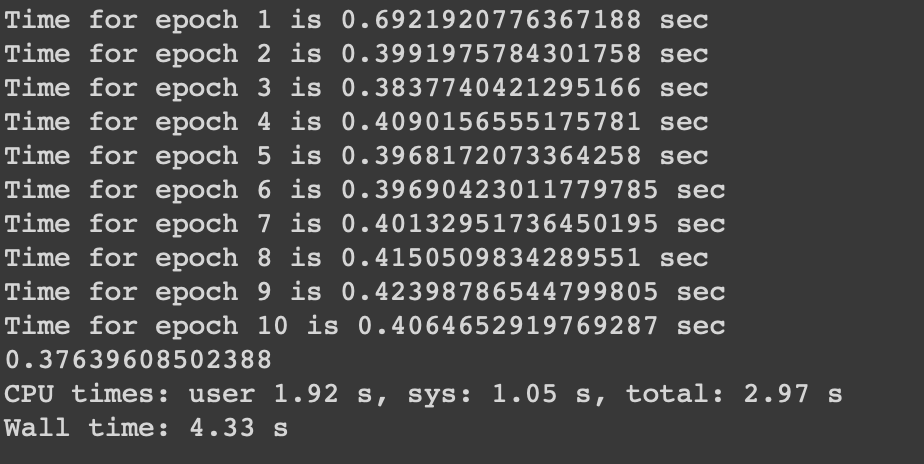 Time for epoch 1 is 0.6921920776367188 sec
Time for epoch 2 is 0.3991975784301758 sec
Time for epoch 3 is 0.3837740421295166 sec
Time for epoch 4 is 0.4090156555175781 sec
Time for epoch 5 is 0.3968172073364258 sec
Time for epoch 6 is 0.39690423011779785 sec
Time for epoch 7 is 0.40132951736450195 sec
Time for epoch 8 is 0.4150509834289551 sec
Time for epoch 9 is 0.42398786544799805 sec
Time for epoch 10 is 0.4064652919769287 sec
0.37639608502388
CPU times: user 1.92 s, sys: 1.05 s, total: 2.97 s
Wall time: 4.33 s